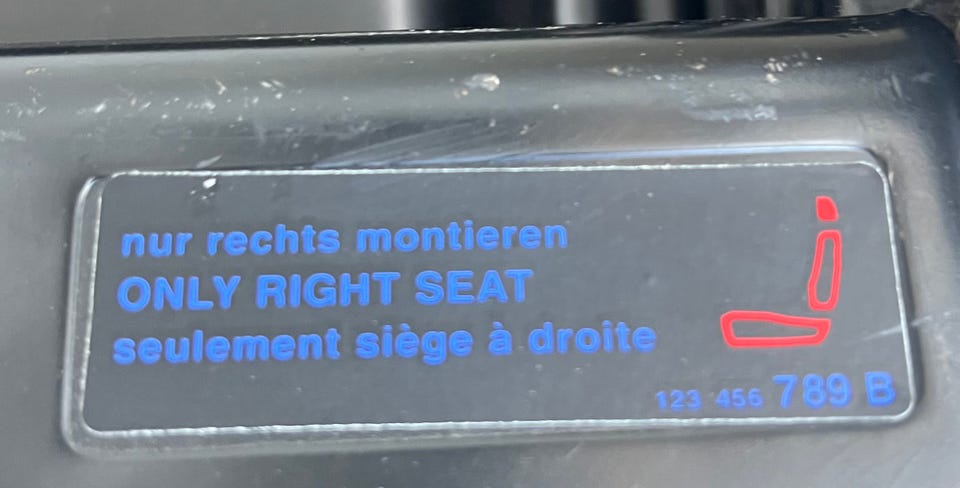 nur rechts montieren
ONLY RIGHT SEAT
seulement siège à droite
123 456 789 B